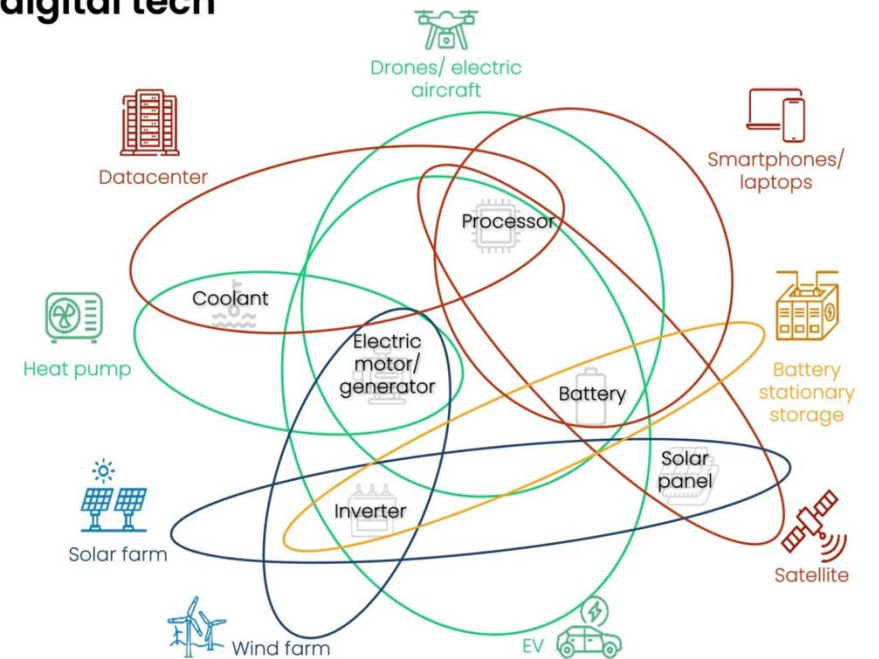 digital tech
Drones/ electric
aircraft
Datacenter
Smartphones/
laptops
Processor
Coolant
Heat pump
Electric
motor/
generator
Battery
Battery
stationary
storage
Solar
panel
Inverter
Solar farm
Satellite
Wind farm
EV